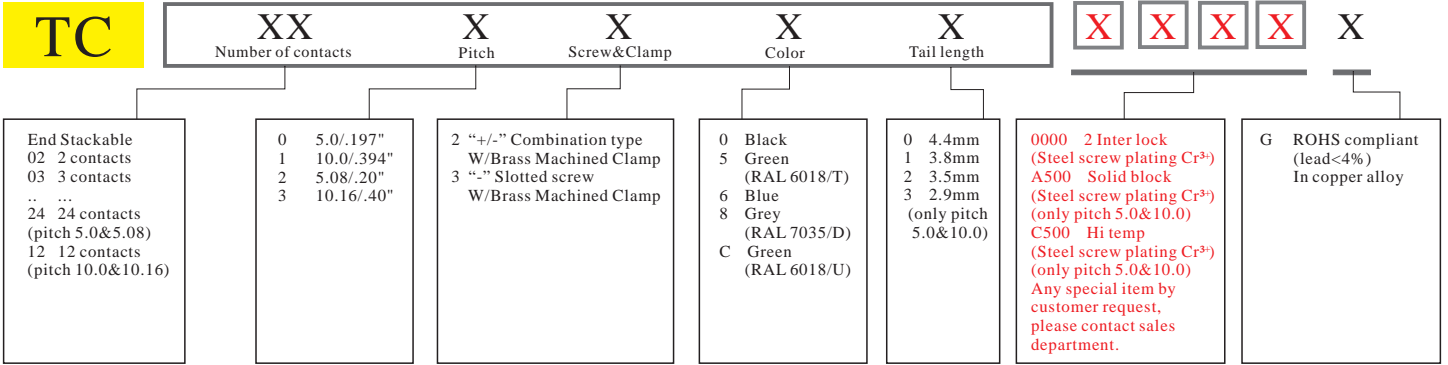 TC XX X X X X X X X X X
Number of contacts Pitch Screw&Clamp Color Tail length
End Stackable
02 2 contacts
03 3 contacts
.. ...
24 24 contacts
(pitch 5.0&5.08)
12 12 contacts
(pitch 10.0&10.16)
0 5.0/.197"
1 10.0/.394"
2 5.08/.20"
3 10.16/.40"
2 “+/-” Combination type
W/Brass Machined Clamp
3 “-” Slotted screw
W/Brass Machined Clamp
0 Black
5 Green
(RAL 6018/T)
6 Blue
8 Grey
(RAL 7035/D)
C Green
(RAL 6018/U)
0 4.4mm
1 3.8mm
2 3.5mm
3 2.9mm
(only pitch
5.0&10.0)
0000 2 Inter lock
(Steel screw plating Cr³⁺)
A500 Solid block
(Steel screw plating Cr³⁺)
(only pitch 5.0&10.0)
C500 Hi temp
(Steel screw plating Cr³⁺)
(only pitch 5.0&10.0)
Any special item by
customer request,
please contact sales
department.
G ROHS compliant
(lead<4%)
In copper alloy